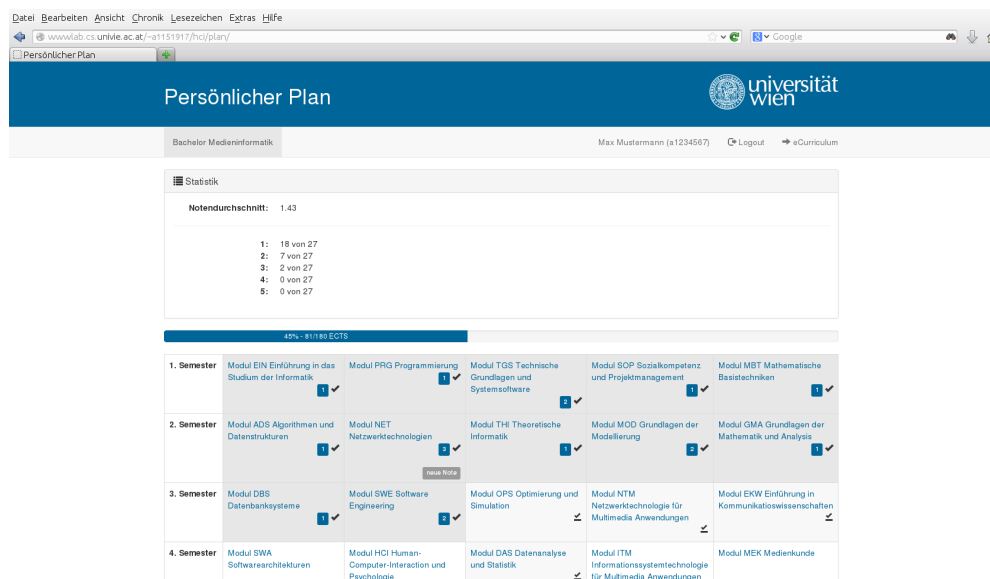 Datei Bearbeiten Ansicht Chronik Lesezeichen Extras Hilfe
wwwlab.cs.univie.ac.at/~a1151917/hci/plan/
Google
Persönlicher Plan
Persönlicher Plan
universität
wien
Bachelor Medieninformatik
Max Mustermann (a1234567) Logout eCurriculum
Statistik
Notendurchschnitt: 1.43
1: 18 von 27
2: 7 von 27
3: 2 von 27
4: 0 von 27
5: 0 von 27
45% - 81/180 ECTS
1. Semester
Modul EIN Einführung in das
Studium der Informatik
1
Modul PRG Programmierung
1
Modul TGS Technische
Grundlagen und
Systemsoftware
2
Modul SOP Sozialkompetenz
und Projektmanagement
1
Modul MBT Mathematische
Basistechniken
1
2. Semester
Modul ADS Algorithmen und
Datenstrukturen
1
Modul NET
Netzwerktechnologien
3
neue Note
Modul THI Theoretische
Informatik
1
Modul MOD Grundlagen der
Modellierung
2
Modul GMA Grundlagen der
Mathematik und Analysis
1
3. Semester
Modul DBS
Datenbanksysteme
1
Modul SWE Software
Engineering
2
Modul OPS Optimierung und
Simulation
Modul NTM
Netzwerktechnologie für
Multimedia Anwendungen
Modul EKW Einführung in
Kommunikatioswissenschaften
4. Semester
Modul SWA
Softwarearchitekturen
Modul HCI Human-
Computer-Interaction und
Psychologie
Modul DAS Datenanalyse
und Statistik
Modul ITM
Informationssystemtechnologie
für Multimedia Anwendungen
Modul MEK Medienkunde